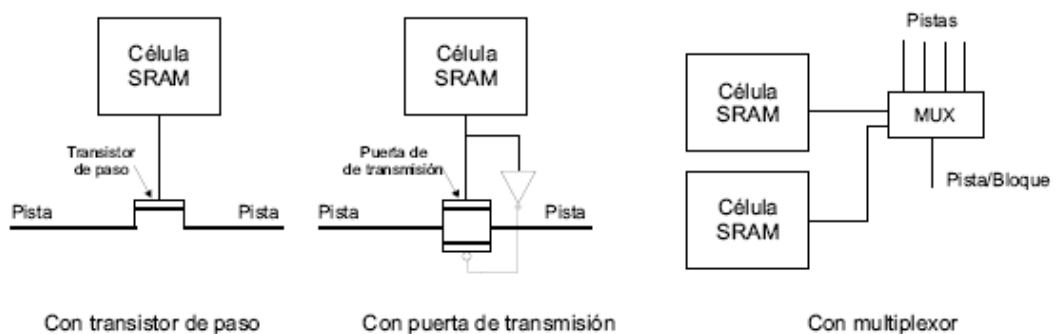 Célula
SRAM
Transistor
de paso
Pista
Pista
Con transistor de paso
Célula
SRAM
Puerta de
de transmisión
Pista
Pista
Con puerta de transmisión
Pistas
Célula
SRAM
MUX
Pista/Bloque
Célula
SRAM
Con multiplexor